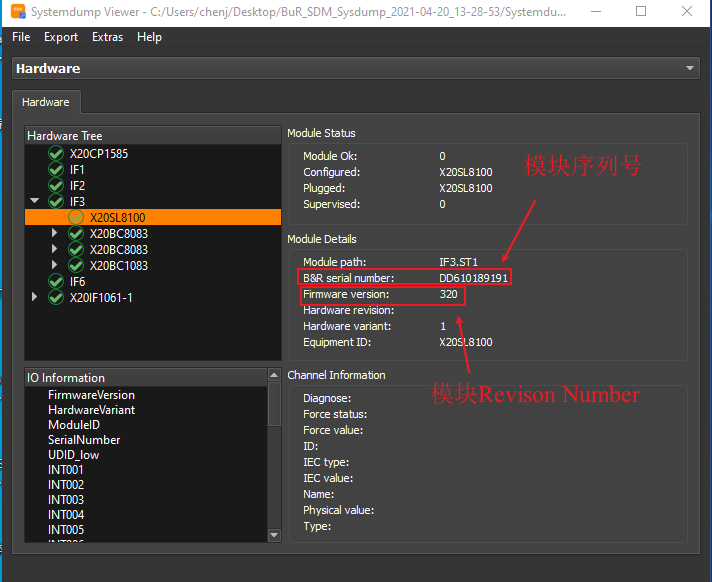 Systemdump Viewer - C:/Users/chenj/Desktop/BuR_SDM_Sysdump_2021-04-20_13-28-53/Systemdu...
File Export Extras Help
Hardware
Hardware
Hardware Tree
X20CP1585
IF1
IF2
IF3
X20SL8100
X20BC8083
X20BC8083
X20BC1083
IF6
X20IF1061-1
IO Information
FirmwareVersion
HardwareVariant
ModuleID
SerialNumber
UDID_low
INT001
INT002
INT003
INT004
INT005
Module Status
Module Ok: 0
Configured: X20SL8100
Plugged: X20SL8100
Supervised: 0
模块序列号
Module Details
Module path: IF3.ST1
B&R serial number: DD610189191
Firmware version: 320
Hardware revision:
Hardware variant: 1
Equipment ID: X20SL8100
模块Revison Number
Channel Information
Diagnose:
Force status:
Force value:
ID:
IEC type:
IEC value:
Name:
Physical value:
Type: